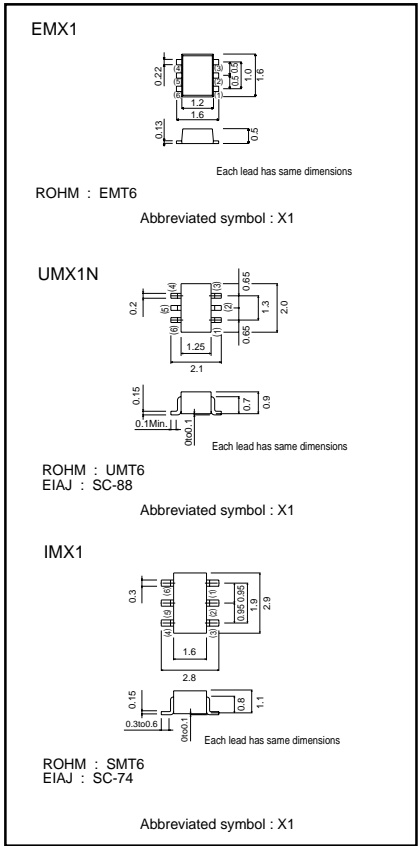 EMX1
0.22
(4)
(3)
(5)
(2)
(6)
(1)
0.5 0.5
1.0
1.6
1.2
1.6
0.13
0.5
Each lead has same dimensions
ROHM : EMT6
Abbreviated symbol : X1
UMX1N
0.2
(4)
(3)
(5)
(2)
(6)
(1)
0.65
1.3
2.0
0.65
1.25
2.1
0.15
0.1Min.
0to0.1
0.7
0.9
Each lead has same dimensions
ROHM : UMT6
EIAJ : SC-88
Abbreviated symbol : X1
IMX1
0.3
(6)
(1)
(5)
(2)
(4)
(3)
0.95 0.95
1.9
2.9
1.6
2.8
0.15
0.3to0.6
0to0.1
0.8
1.1
Each lead has same dimensions
ROHM : SMT6
EIAJ : SC-74
Abbreviated symbol : X1